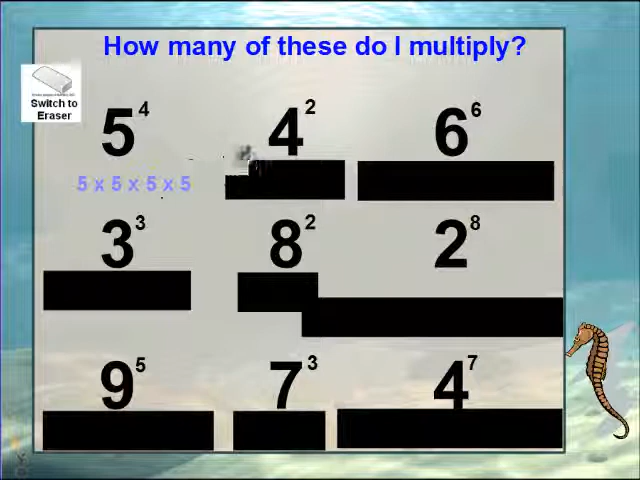 How many of these do I multiply?
Switch to
Eraser
5⁴ 4² 6⁶
5 x 5 x 5 x 5
3³ 8² 2⁸
9⁵ 7³ 4⁷